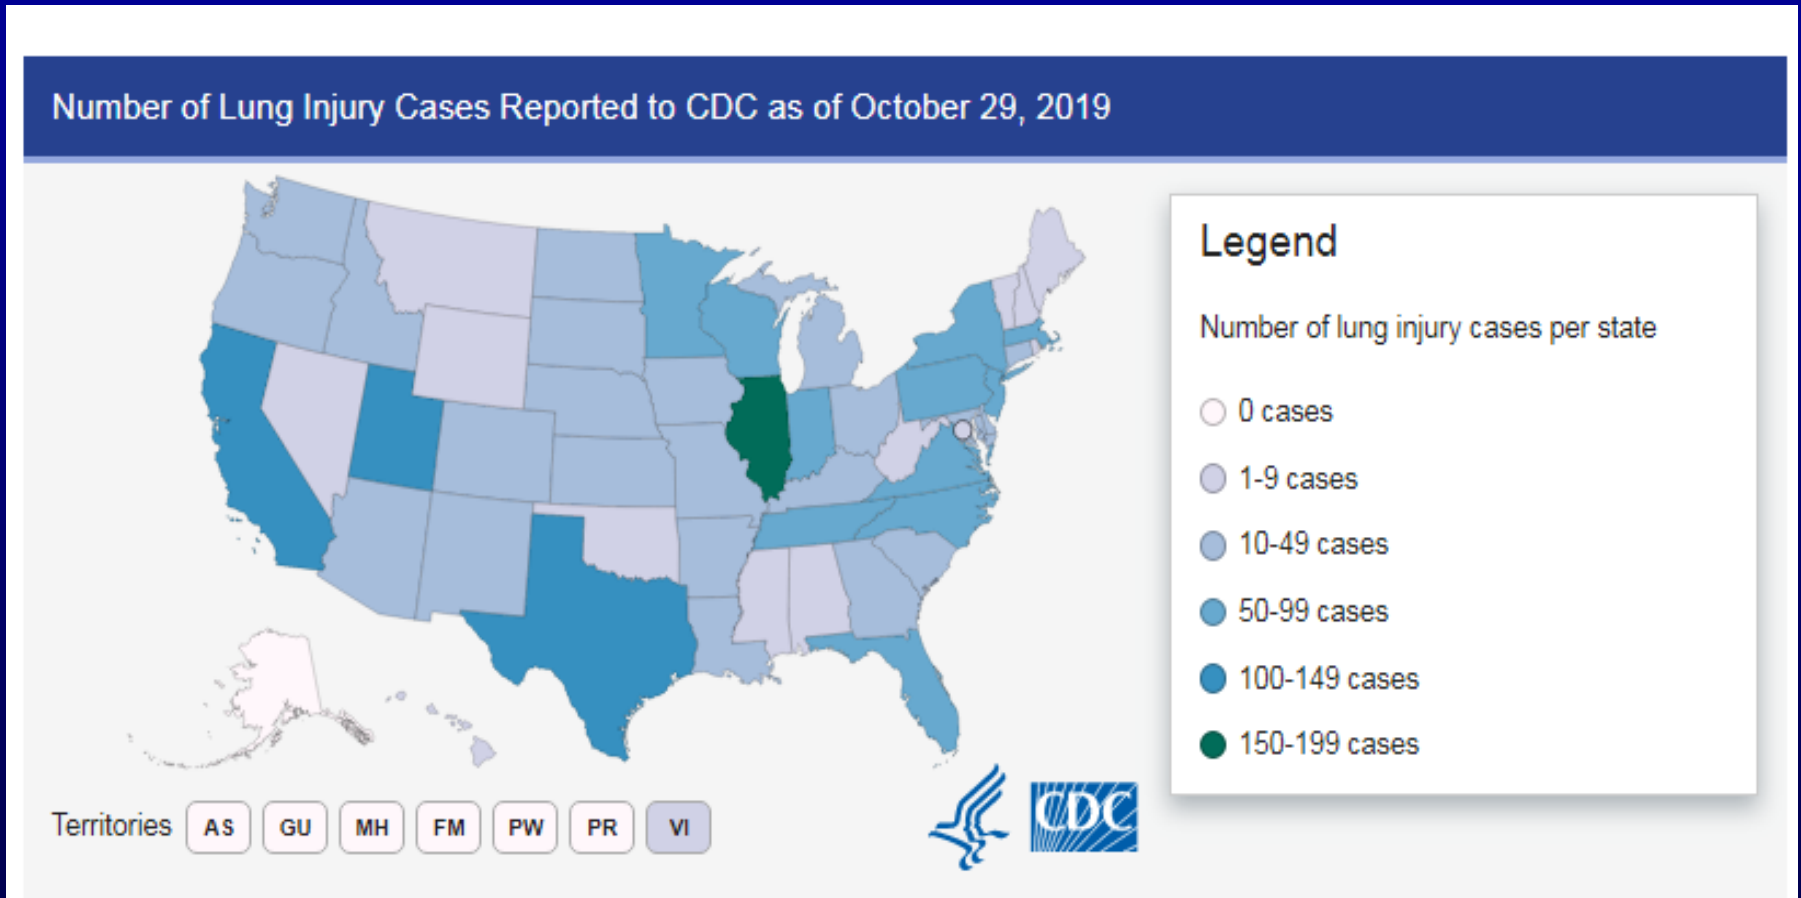 Number of Lung Injury Cases Reported to CDC as of October 29, 2019
Legend
Number of lung injury cases per state
0 cases
1-9 cases
10-49 cases
50-99 cases
100-149 cases
150-199 cases
Territories AS GU MH FM PW PR VI
CDC